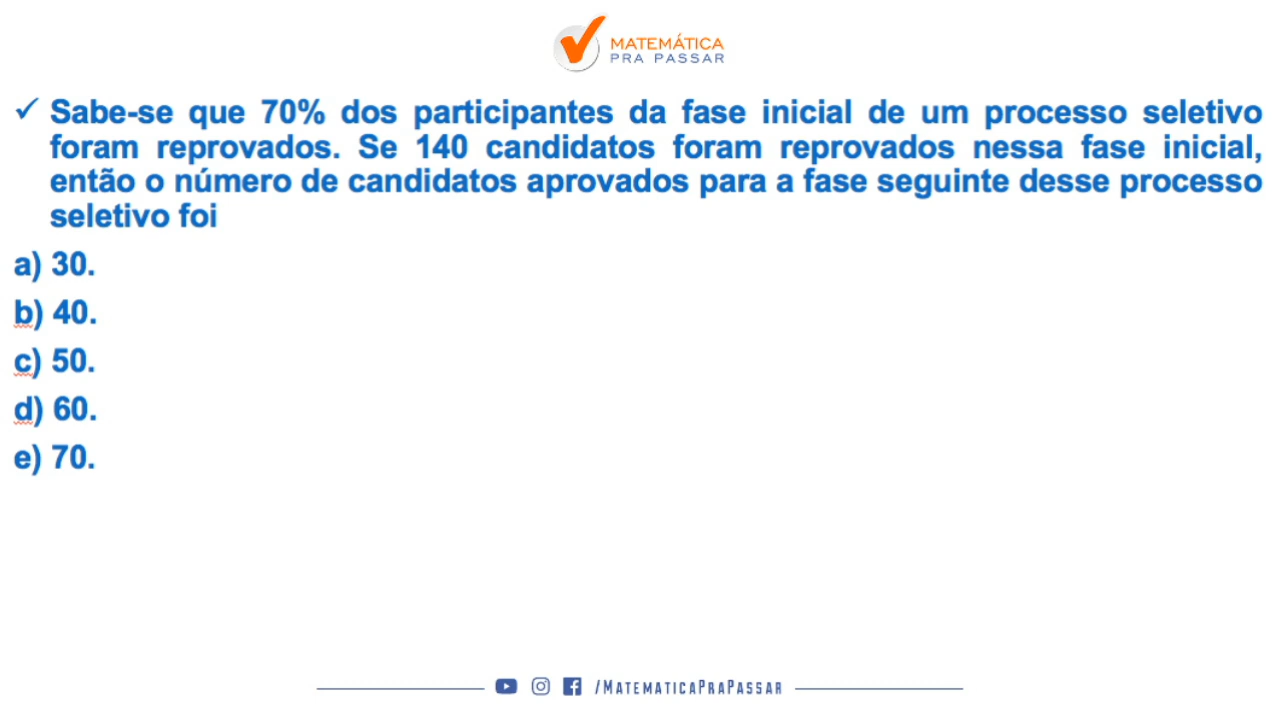 MATEMÁTICA
PRA PASSAR
✓ Sabe-se que 70% dos participantes da fase inicial de um processo seletivo
foram reprovados. Se 140 candidatos foram reprovados nessa fase inicial,
então o número de candidatos aprovados para a fase seguinte desse processo
seletivo foi
a) 30.
b) 40.
c) 50.
d) 60.
e) 70.
/MATEMATICAPRAPASSAR